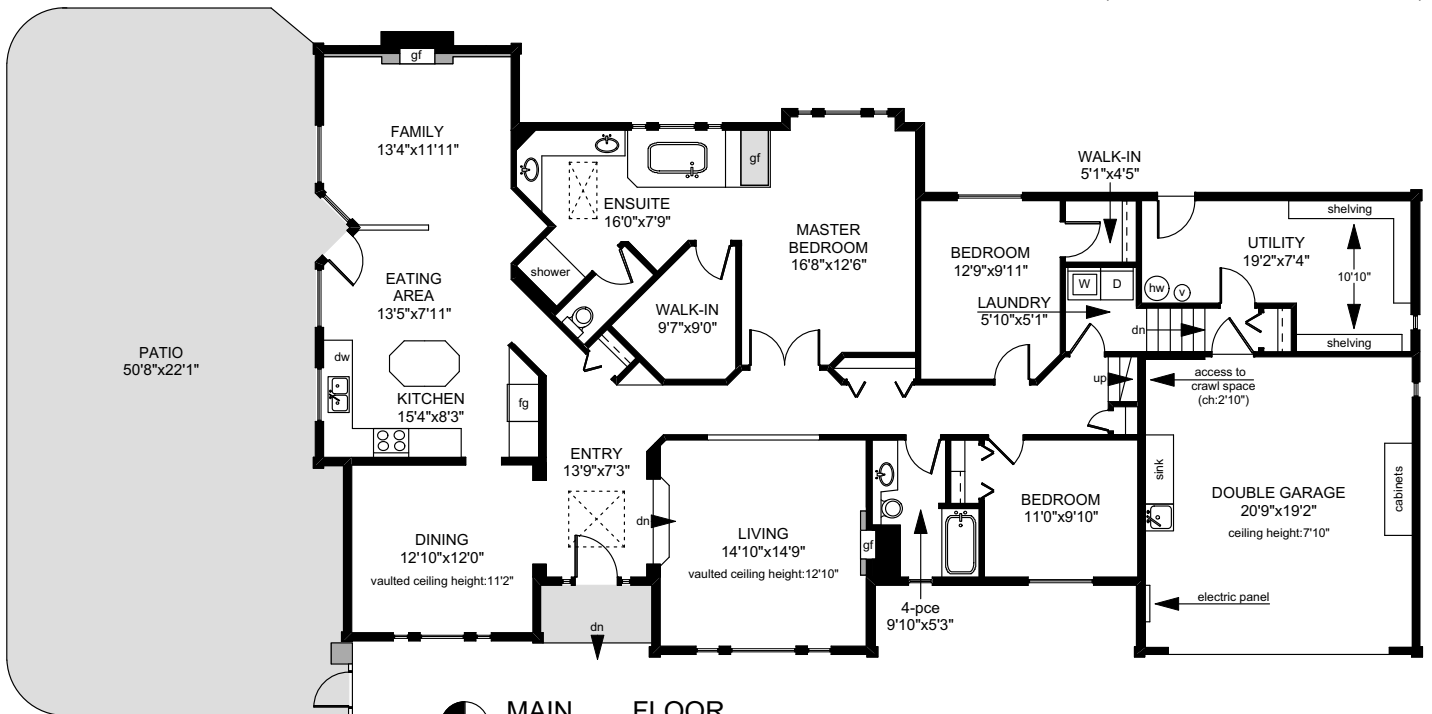 gf
FAMILY
13'4"x11'11"
gf
WALK-IN
5'1"x4'5"
ENSUITE
16'0"x7'9"
shelving
MASTER
BEDROOM
16'8"x12'6"
BEDROOM
12'9"x9'11"
UTILITY
19'2"x7'4"
10'10"
shower
EATING
AREA
13'5"x7'11"
W
D
hw
v
LAUNDRY
5'10"x5'1"
WALK-IN
9'7"x9'0"
dn
shelving
PATIO
50'8"x22'1"
dw
up
access to
crawl space
(ch:2'10")
KITCHEN
15'4"x8'3"
fg
ENTRY
13'9"x7'3"
sink
cabinets
BEDROOM
11'0"x9'10"
DOUBLE GARAGE
20'9"x19'2"
ceiling height:7'10"
dn
LIVING
14'10"x14'9"
vaulted ceiling height:12'10"
gf
DINING
12'10"x12'0"
vaulted ceiling height:11'2"
electric panel
4-pce
9'10"x5'3"
dn
MAIN FLOOR